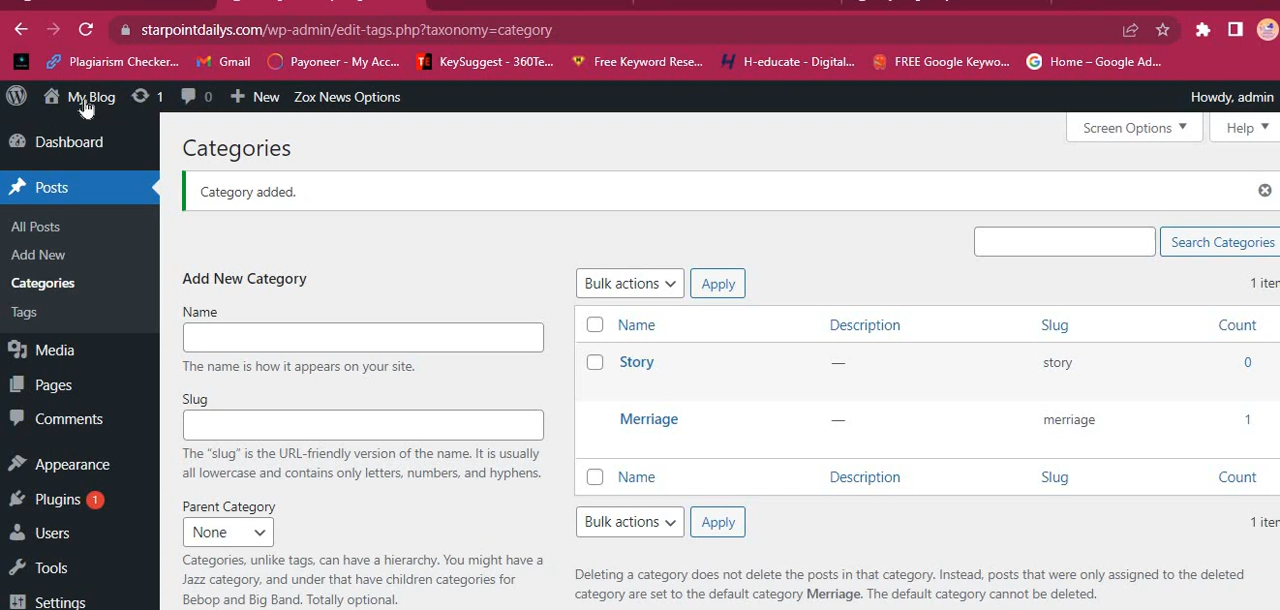 starpointdailys.com/wp-admin/edit-tags.php?taxonomy=category
Plagiarism Checker... Gmail Payoneer - My Acc... KeySuggest - 360Te... Free Keyword Rese... H-educate - Digital... FREE Google Keywo... Home – Google Ad...
My Blog 1 0 New Zox News Options Howdy, admin
Screen Options Help
Dashboard
Categories
Posts
Category added.
All Posts
Add New
Search Categories
Categories
Add New Category
Bulk actions Apply 1 iter
Tags
Name
Name Description Slug Count
Media
The name is how it appears on your site.
Story — story 0
Pages
Slug
Comments
Merriage — merriage 1
The “slug” is the URL-friendly version of the name. It is usually
all lowercase and contains only letters, numbers, and hyphens.
Appearance
Name Description Slug Count
Plugins 1
Parent Category
Users
None
Bulk actions Apply 1 iter
Categories, unlike tags, can have a hierarchy. You might have a
Jazz category, and under that have children categories for
Bebop and Big Band. Totally optional.
Tools
Deleting a category does not delete the posts in that category. Instead, posts that were only assigned to the deleted
category are set to the default category Merriage. The default category cannot be deleted.
Settings